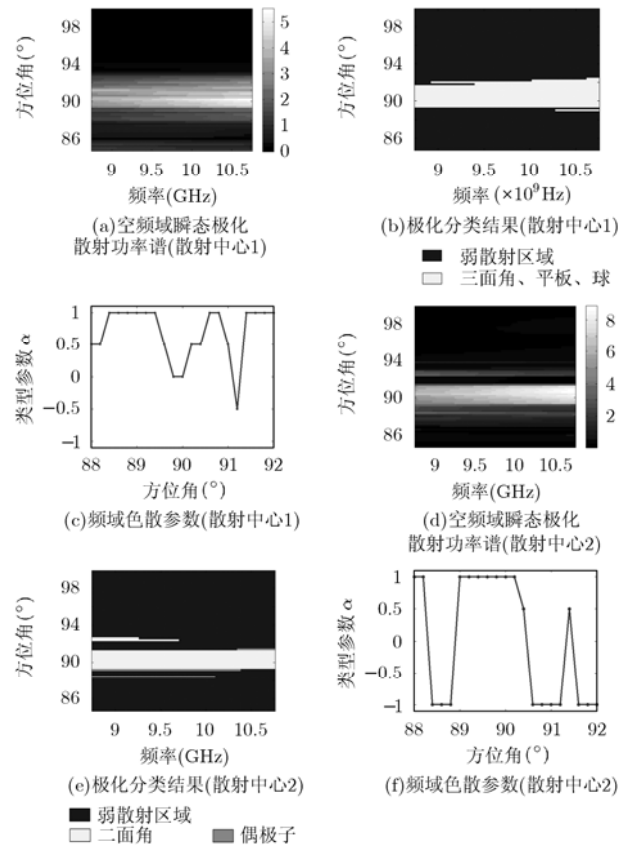 98
94
90
86
方位角(°)
5
4
3
2
1
0
9 9.5 10 10.5
频率(GHz)
(a)空频域瞬态极化
散射功率谱(散射中心1)
98
94
90
86
方位角(°)
9 9.5 10 10.5
频率(×10⁹Hz)
(b)极化分类结果(散射中心1)
弱散射区域
三面角、平板、球
1
0.5
0
−0.5
−1
类型参数 α
88 89 90 91 92
方位角(°)
(c)频域色散参数(散射中心1)
98
94
90
86
方位角(°)
8
6
4
2
9 9.5 10 10.5
频率(GHz)
(d)空频域瞬态极化
散射功率谱(散射中心2)
98
94
90
86
方位角(°)
9 9.5 10 10.5
频率(GHz)
(e)极化分类结果(散射中心2)
弱散射区域
二面角 偶极子
1
0.5
0
−0.5
−1
类型参数 α
88 89 90 91 92
方位角(°)
(f)频域色散参数(散射中心2)